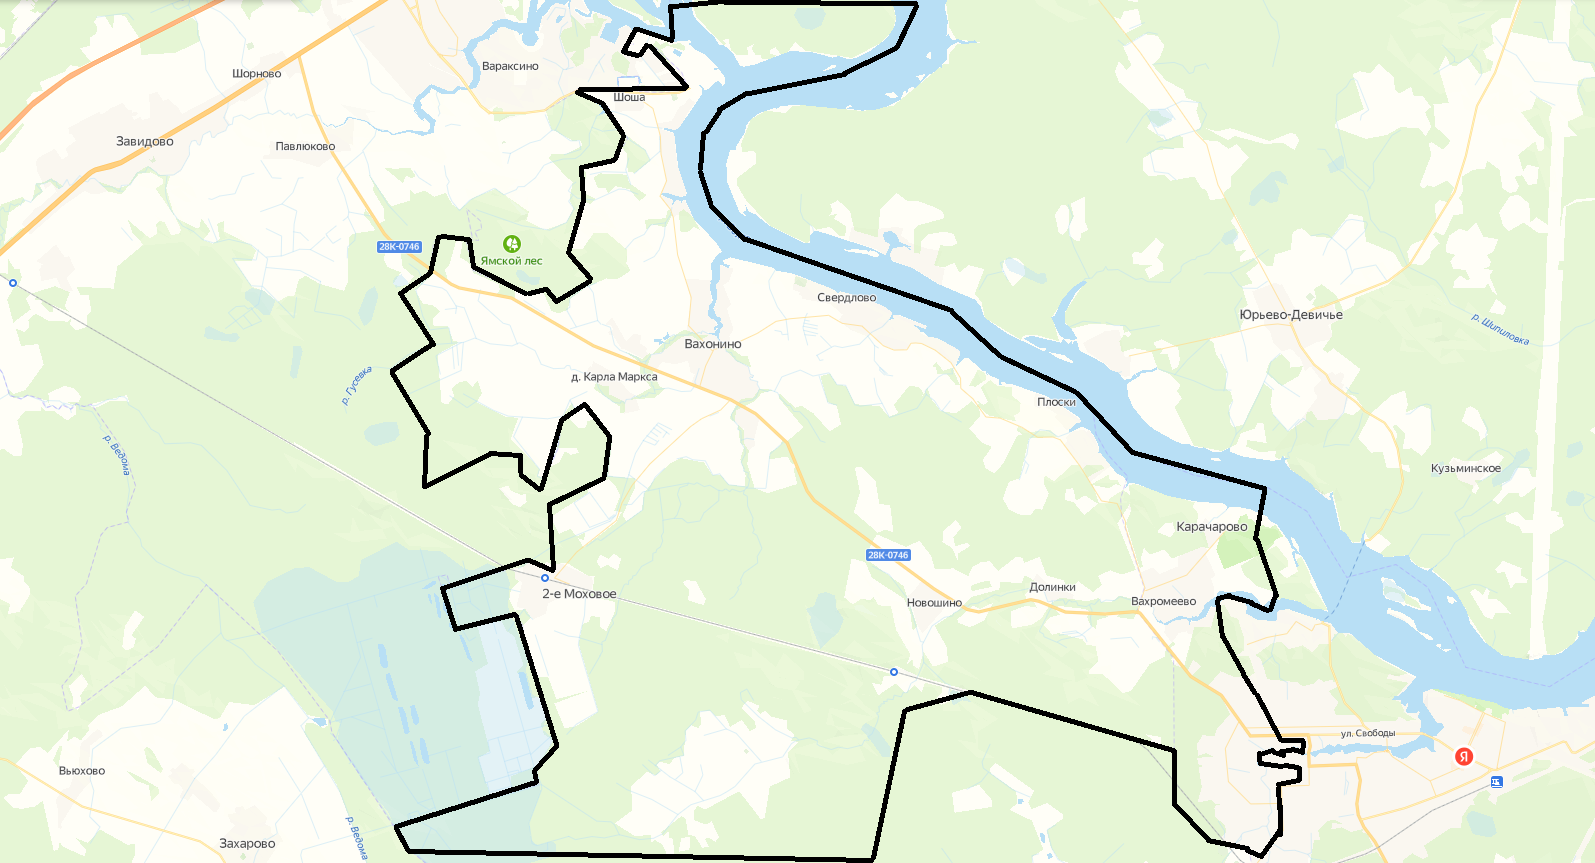 Вараксино
Шорново
Шоша
Завидово
Павлюково
28К-0746
Ямской лес
Свердлово
Юрьево-Девичье
р. Шипиловка
Вахонино
д. Карла Маркса
р. Гусевка
Плоски
р. Ведома
Кузьминское
Карачарово
28К-0746
2-е Моховое
Новошино
Долинки
Вахромеево
ул. Свободы
Я
Вьюхово
р. Ведома
Захарово